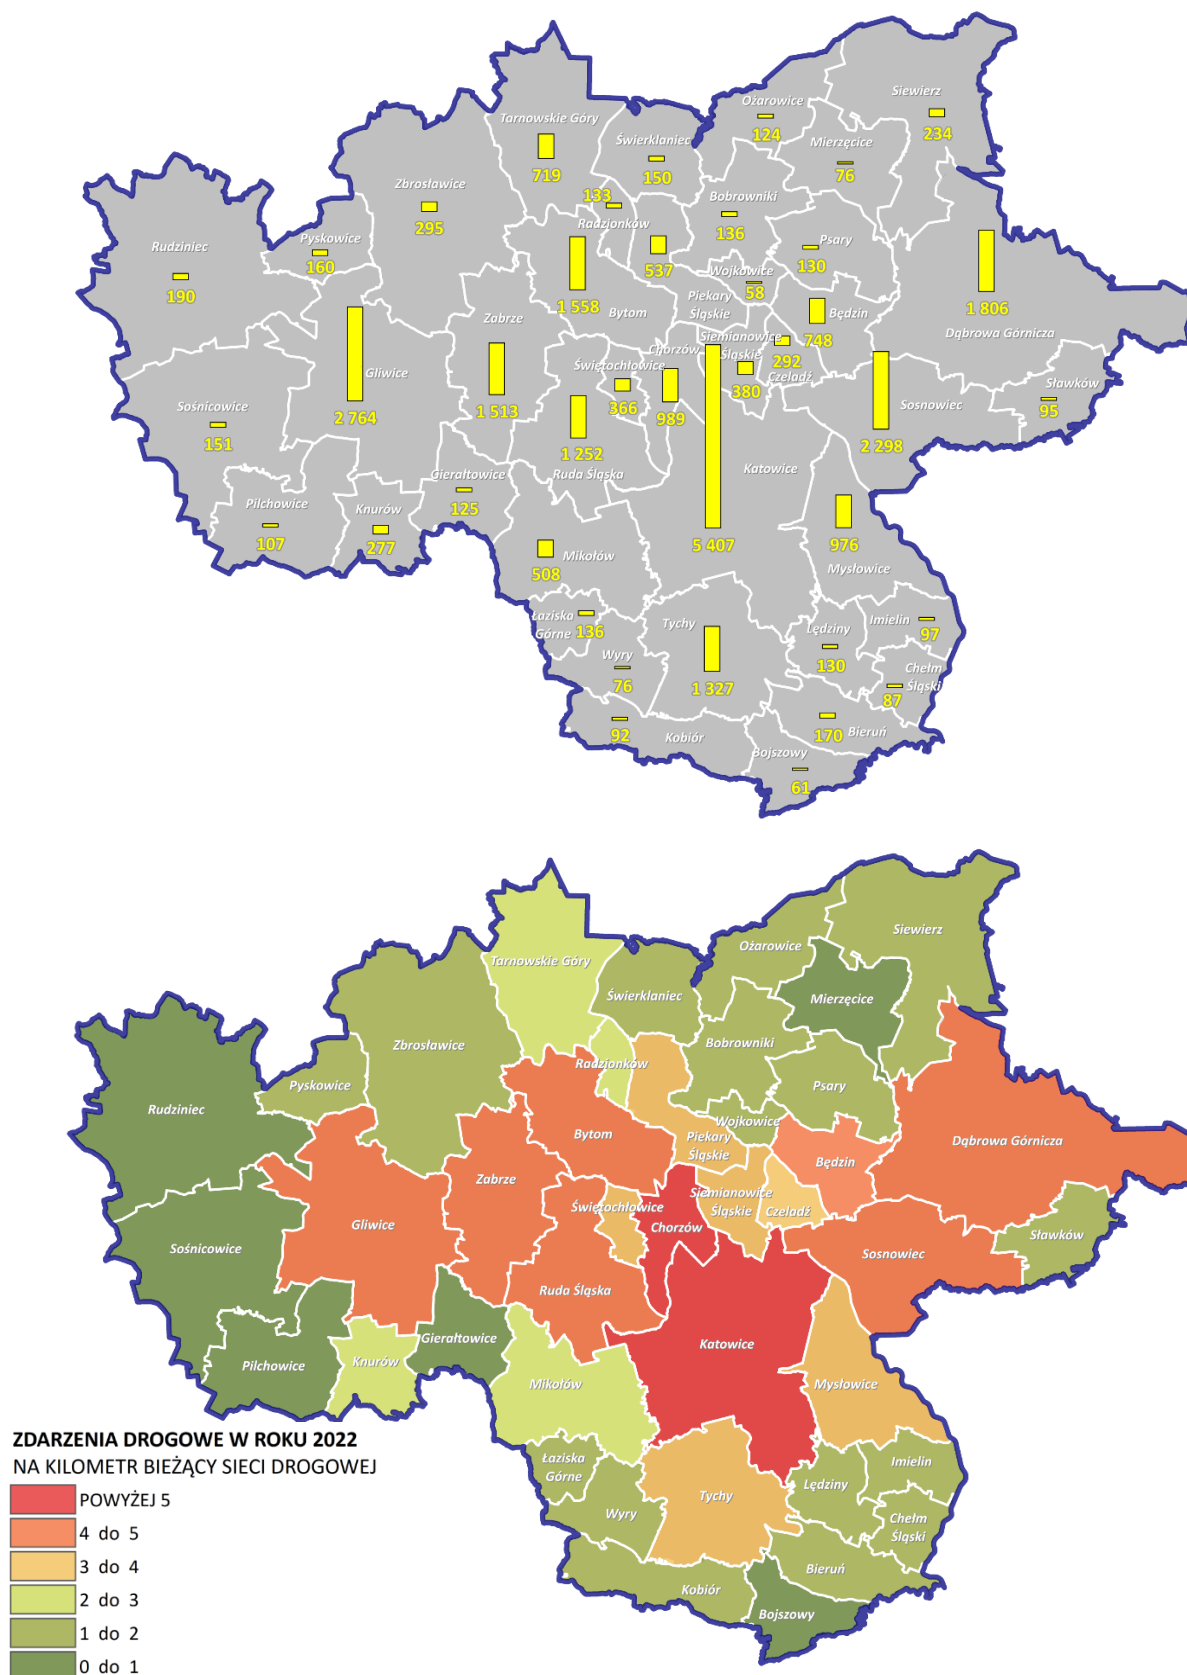 Siewierz
234
Ożarowice
124
Tarnowskie Góry
719
Świerklaniec
150
Mierzęcice
76
Zbrosławice
295
133
Radzionków
Bobrowniki
136
Rudziniec
190
Pyskowice
160
537
Psary
130
1 806
Dąbrowa Górnicza
1 558
Bytom
Wojkowice
58
Piekary
Śląskie
Będzin
748
Gliwice
2 764
Zabrze
1 513
Chorzów
989
Siemianowice
Śląskie
380
292
Czeladź
Świętochłowice
366
Sławków
95
Sosnowiec
2 298
Sośnicowice
151
1 252
Ruda Śląska
Katowice
5 407
Gierałtowice
125
Pilchowice
107
Knurów
277
976
Mysłowice
Mikołów
508
Łaziska
Górne
136
Tychy
1 327
Lędziny
130
Imielin
97
Wyry
76
Chełm
Śląski
87
92
Kobiór
170
Bieruń
Bojszowy
61
Siewierz
Ożarowice
Tarnowskie Góry
Świerklaniec
Mierzęcice
Zbrosławice
Bobrowniki
Radzionków
Pyskowice
Psary
Rudziniec
Wojkowice
Bytom
Piekary
Śląskie
Dąbrowa Górnicza
Będzin
Zabrze
Siemianowice
Śląskie
Świętochłowice
Czeladź
Gliwice
Chorzów
Sławków
Sośnicowice
Sosnowiec
Ruda Śląska
Gierałtowice
Katowice
Pilchowice
Knurów
Mikołów
Mysłowice
ZDARZENIA DROGOWE W ROKU 2022
NA KILOMETR BIEŻĄCY SIECI DROGOWEJ
POWYŻEJ 5
4 do 5
3 do 4
2 do 3
1 do 2
0 do 1
Łaziska
Górne
Imielin
Lędziny
Tychy
Wyry
Chełm
Śląski
Bieruń
Kobiór
Bojszowy